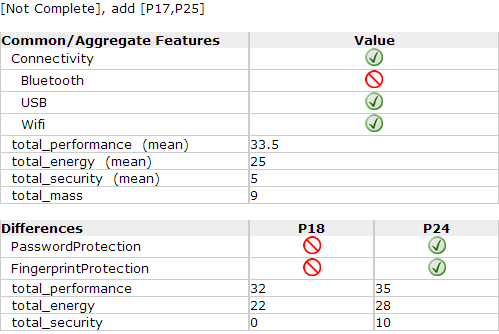 [Not Complete], add [P17,P25]
Common/Aggregate Features Value
Connectivity
Bluetooth
USB
Wifi
total_performance (mean) 33.5
total_energy (mean) 25
total_security (mean) 5
total_mass 9
Differences P18 P24
PasswordProtection
FingerprintProtection
total_performance 32 35
total_energy 22 28
total_security 0 10